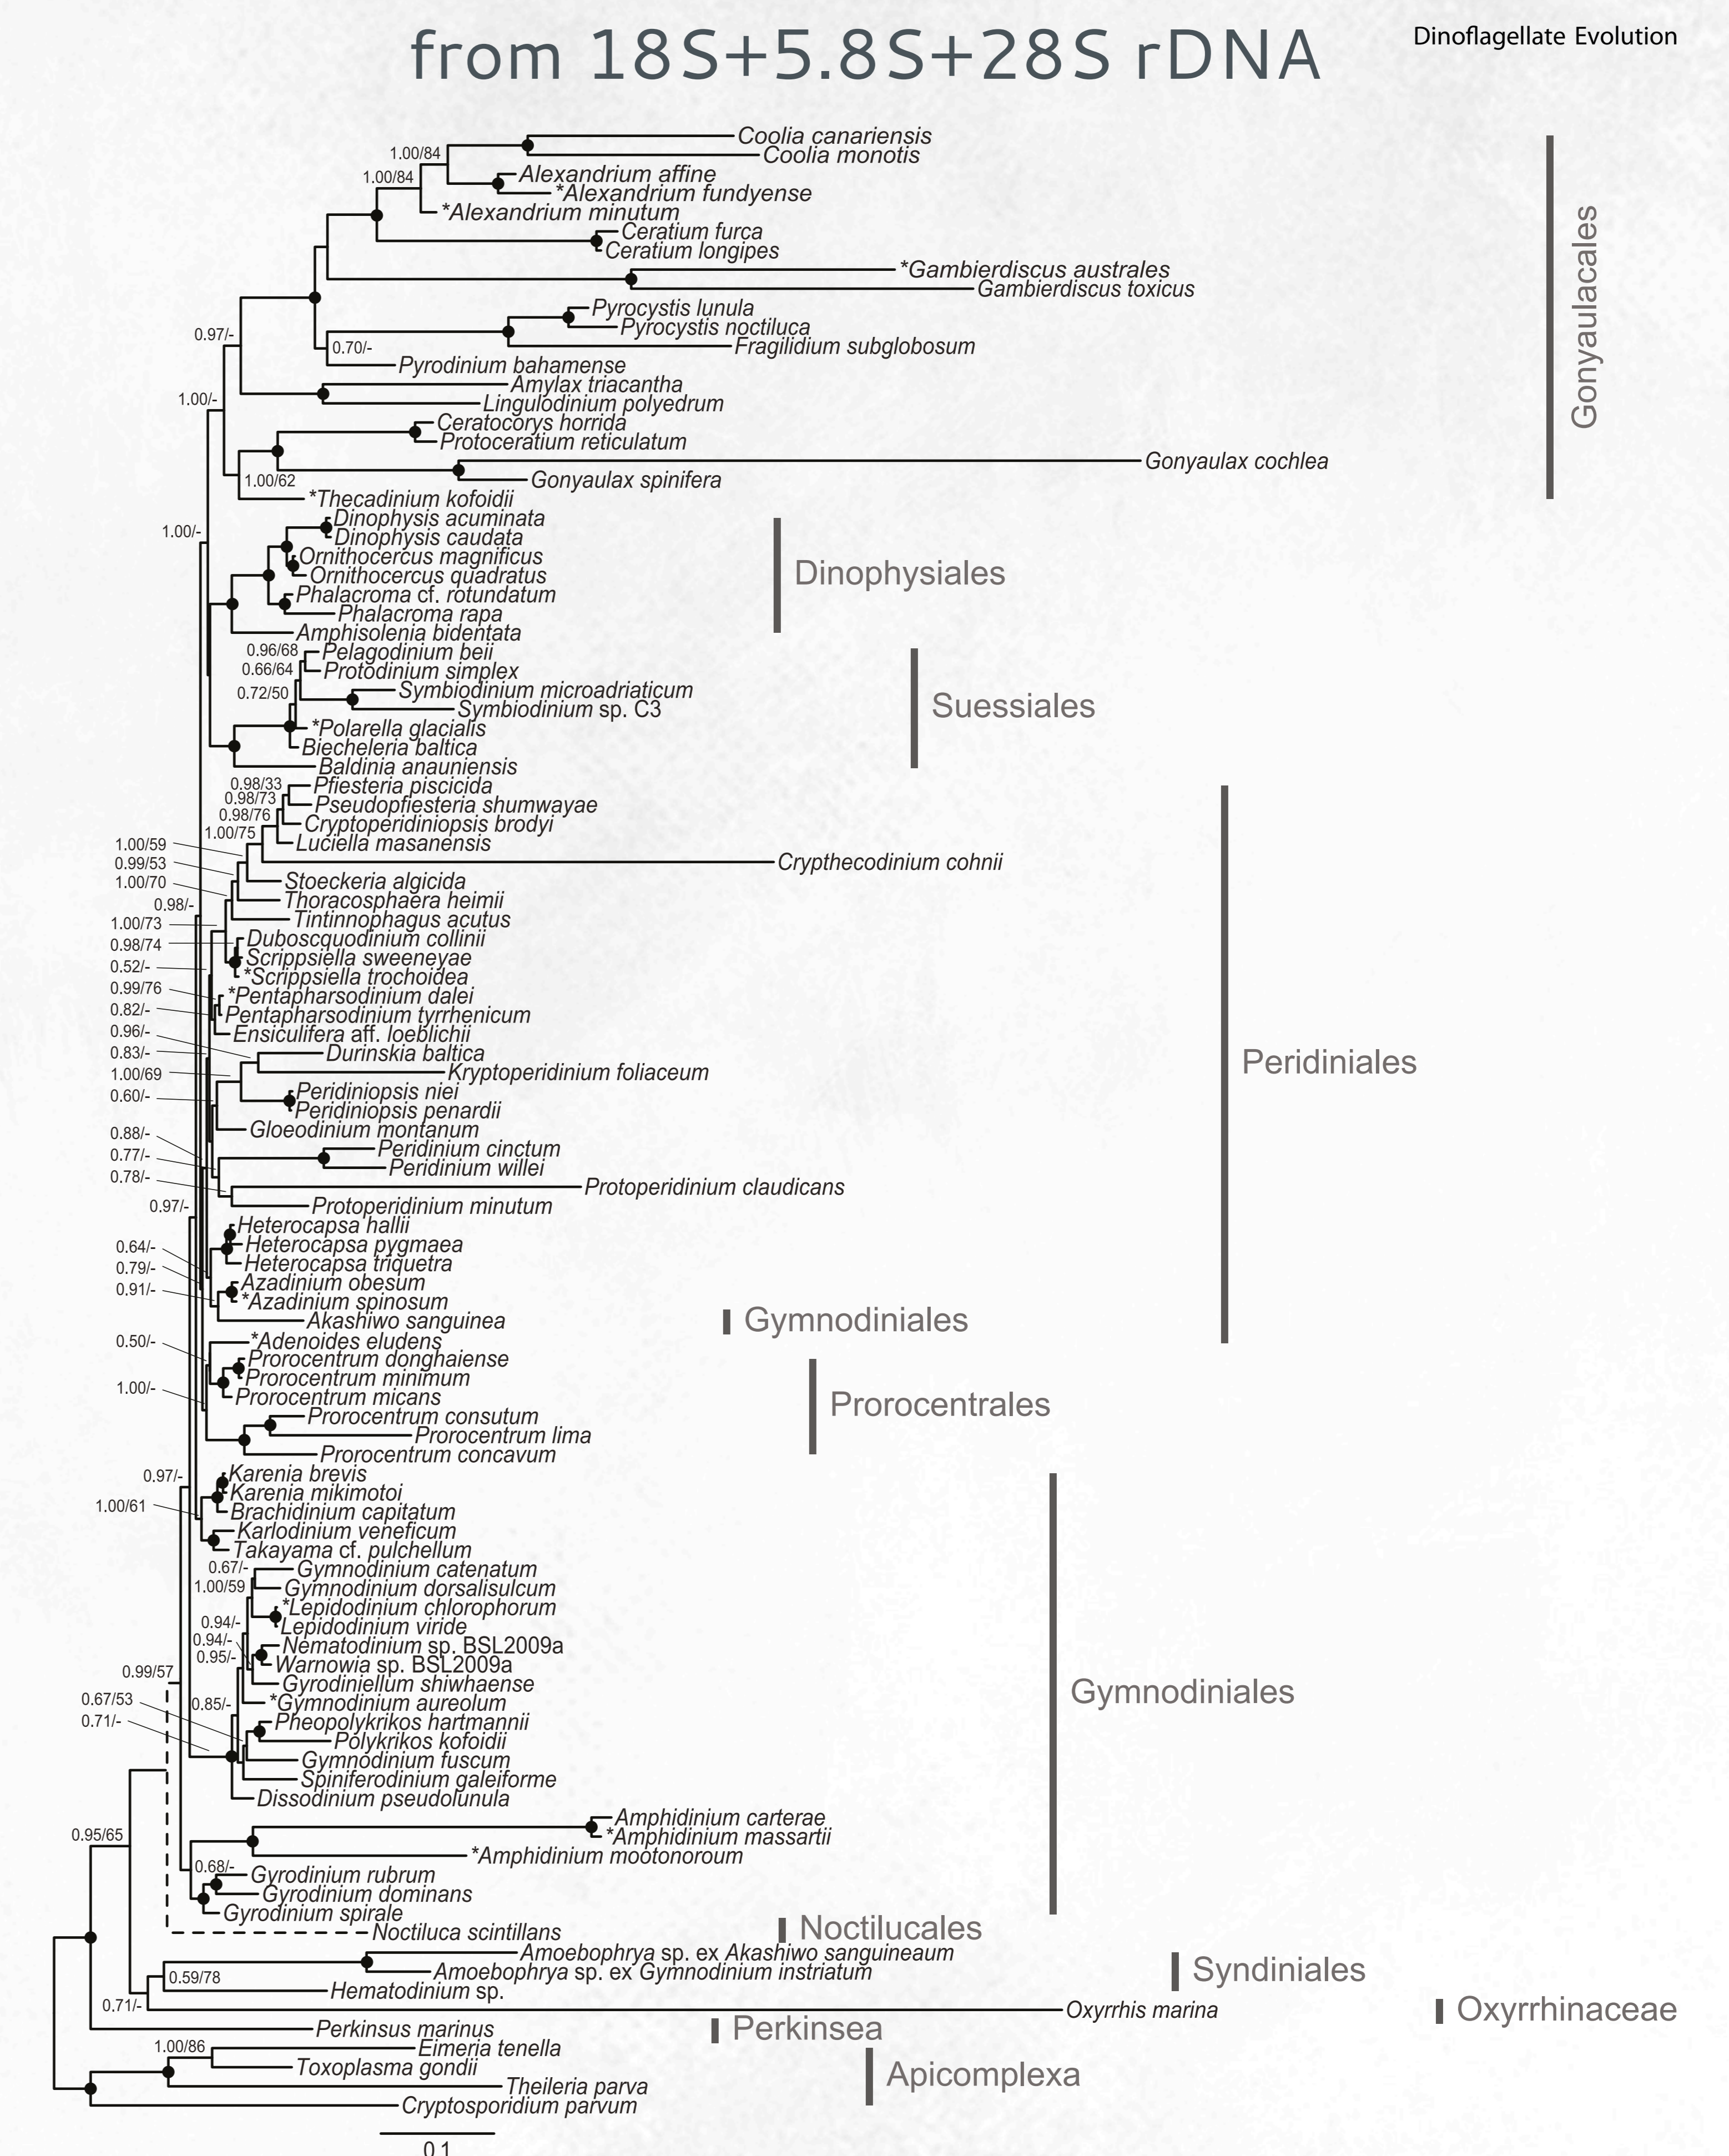 from 18S+5.8S+28S rDNA
Dinoflagellate Evolution
Coolia canariensis
1.00/84
Coolia monotis
Alexandrium affine
1.00/84
*Alexandrium fundyense
*Alexandrium minutum
Ceratium furca
Ceratium longipes
*Gambierdiscus australes
Gambierdiscus toxicus
Pyrocystis lunula
Pyrocystis noctiluca
0.97/-
0.70/-
Fragilidium subglobosum
Pyrodinium bahamense
Amylax triacantha
1.00/-
Lingulodinium polyedrum
Ceratocorys horrida
Protoceratium reticulatum
Gonyaulax cochlea
1.00/62
Gonyaulax spinifera
*Thecadinium kofoidii
Gonyaulacales
Dinophysis acuminata
1.00/-
Dinophysis caudata
Ornithocercus magnificus
Ornithocercus quadratus
Dinophysiales
Phalacroma cf. rotundatum
Phalacroma rapa
Amphisolenia bidentata
0.96/68
Pelagodinium beii
0.66/64
Protodinium simplex
0.72/50
Symbiodinium microadriaticum
Symbiodinium sp. C3
Suessiales
*Polarella glacialis
Biecheleria baltica
Baldinia anauniensis
0.98/33
Pfiesteria piscicida
0.98/73
Pseudopfiesteria shumwayae
0.98/76
Cryptoperidiniopsis brodyi
1.00/75
Luciella masanensis
1.00/59
0.99/53
Crypthecodinium cohnii
1.00/70
Stoeckeria algicida
Thoracosphaera heimii
0.98/-
Tintinnophagus acutus
1.00/73
Duboscquodinium collinii
0.98/74
Scrippsiella sweeneyae
0.52/-
*Scrippsiella trochoidea
0.99/76
*Pentapharsodinium dalei
0.82/-
Pentapharsodinium tyrrhenicum
0.96/-
Ensiculifera aff. loeblichii
0.83/-
Durinskia baltica
1.00/69
Kryptoperidinium foliaceum
0.60/-
Peridiniopsis niei
Peridiniopsis penardii
Gloeodinium montanum
Peridiniales
0.88/-
Peridinium cinctum
0.77/-
Peridinium willei
0.78/-
Protoperidinium claudicans
0.97/-
Protoperidinium minutum
Heterocapsa hallii
0.64/-
Heterocapsa pygmaea
0.79/-
Heterocapsa triquetra
0.91/-
Azadinium obesum
*Azadinium spinosum
Akashiwo sanguinea
Gymnodiniales
0.50/-
*Adenoides eludens
Prorocentrum donghaiense
1.00/-
Prorocentrum minimum
Prorocentrum micans
Prorocentrales
Prorocentrum consutum
Prorocentrum lima
Prorocentrum concavum
0.97/-
Karenia brevis
Karenia mikimotoi
1.00/61
Brachidinium capitatum
Karlodinium veneficum
Takayama cf. pulchellum
0.67/-
Gymnodinium catenatum
1.00/59
Gymnodinium dorsalisulcum
*Lepidodinium chlorophorum
0.94/-
Lepidodinium viride
0.94/-
Nematodinium sp. BSL2009a
0.95/-
Warnowia sp. BSL2009a
0.99/57
Gyrodiniellum shiwhaense
0.67/53
0.85/-
*Gymnodinium aureolum
0.71/-
Pheopolykrikos hartmannii
Polykrikos kofoidii
Gymnodinium fuscum
Spiniferodinium galeiforme
Dissodinium pseudolunula
Gymnodiniales
Amphidinium carterae
0.95/65
*Amphidinium massartii
*Amphidinium mootonoroum
0.68/-
Gyrodinium rubrum
Gyrodinium dominans
Gyrodinium spirale
Noctiluca scintillans
Noctilucales
Amoebophrya sp. ex Akashiwo sanguineaum
0.59/78
Amoebophrya sp. ex Gymnodinium instriatum
Syndiniales
Hematodinium sp.
0.71/-
Oxyrrhis marina
Oxyrrhinaceae
Perkinsus marinus
Perkinsea
1.00/86
Eimeria tenella
Toxoplasma gondii
Apicomplexa
Theileria parva
Cryptosporidium parvum
0.1